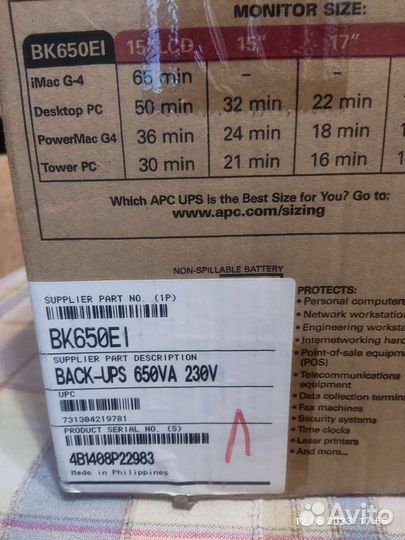 MONITOR SIZE:
BK650EI 15" LCD 15" 17"
iMac G-4 65 min – –
Desktop PC 50 min 32 min 22 min
PowerMac G4 36 min 24 min 18 min
Tower PC 30 min 21 min 16 min
Which APC UPS is the Best Size for You? Go to:
www.apc.com/sizing
NON-SPILLABLE BATTERY
SUPPLIER PART NO. (1P)
BK650EI
SUPPLIER PART DESCRIPTION
BACK-UPS 650VA 230V
UPC
731304219781
PRODUCT SERIAL NO. (S)
4B1408P22983
Made in Philippines
PROTECTS:
• Personal computers
• Network workstat
• Engineering worksta
• Internetworking hard
• Point-of-sale equipm
(POS)
• Telecommunications
equipment
• Data collection termina
• Fax machines
• Security systems
• Time clocks
• Laser printers
• And more...
Avito